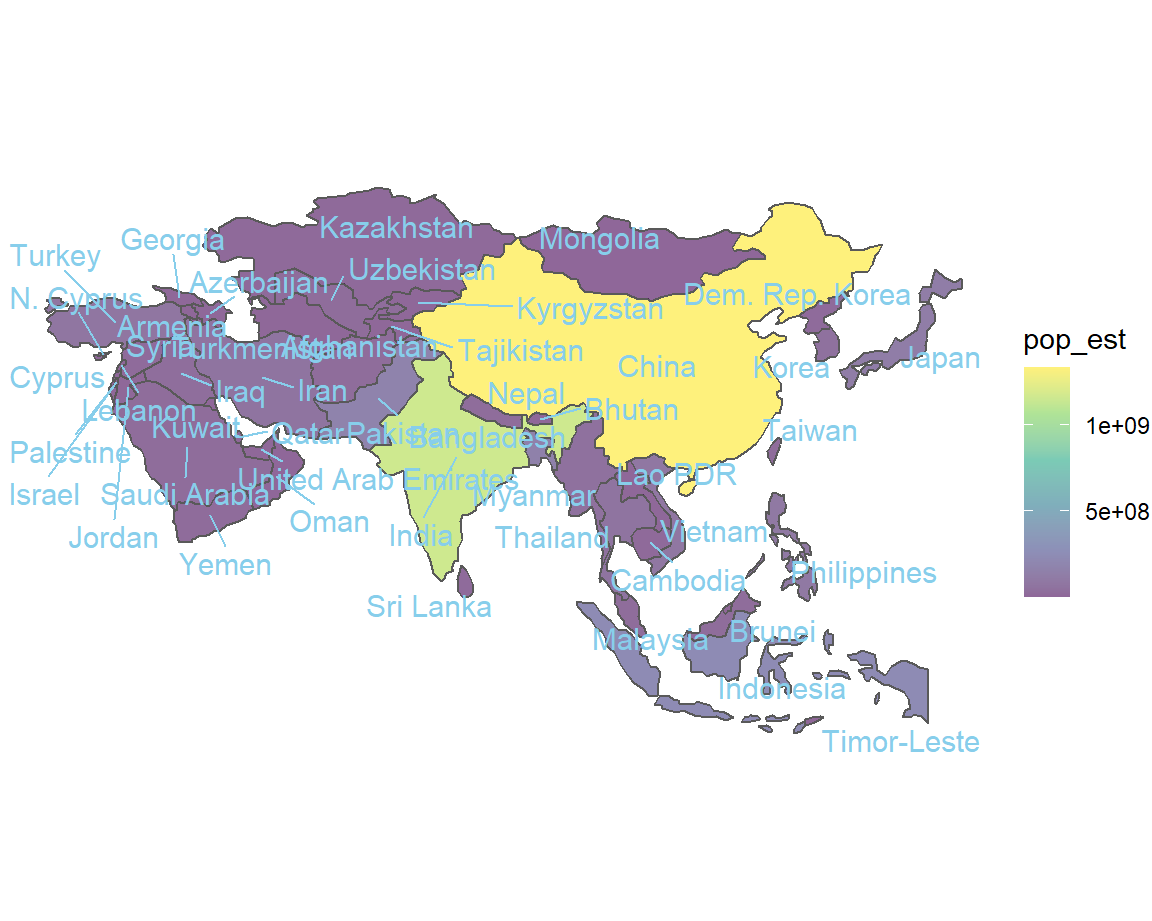 Kazakhstan
Mongolia
Georgia
Turkey
Uzbekistan
Azerbaijan
Dem. Rep. Korea
N. Cyprus
Kyrgyzstan
Armenia
Syria
Turkmenistan
Afghanistan
Tajikistan
China
Korea
Japan
Cyprus
Iraq
Iran
Nepal
Bhutan
Lebanon
Kuwait
Qatar
Pakistan
Bangladesh
Taiwan
Palestine
Israel
Saudi Arabia
United Arab Emirates
Myanmar
Lao PDR
Jordan
Oman
India
Thailand
Vietnam
Yemen
Cambodia
Philippines
Sri Lanka
Malaysia
Brunei
Indonesia
Timor-Leste
pop_est
1e+09
5e+08